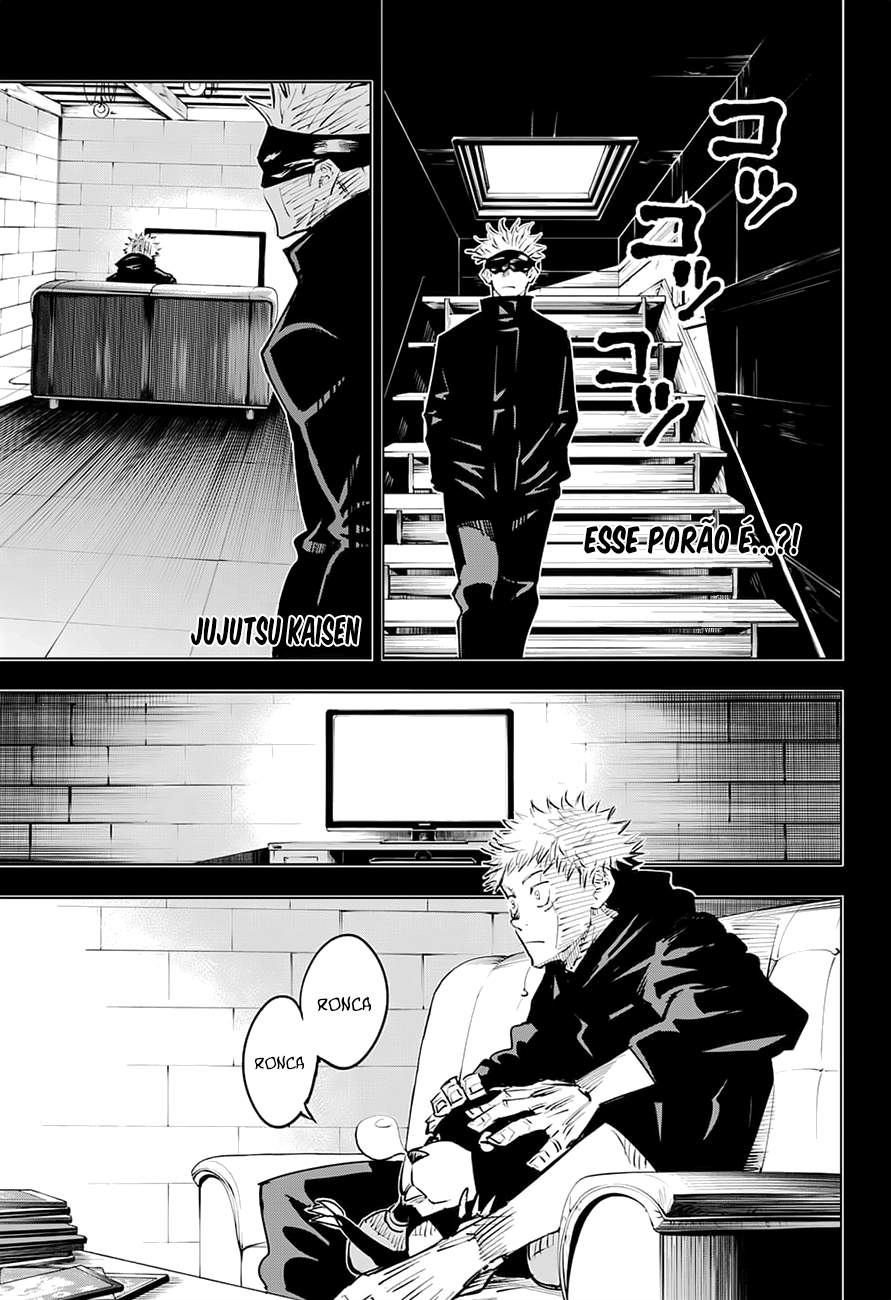 コッ
コッ
コッ
ESSE PORÃO É...?!
JUJUTSU KAISEN
RONCA
RONCA